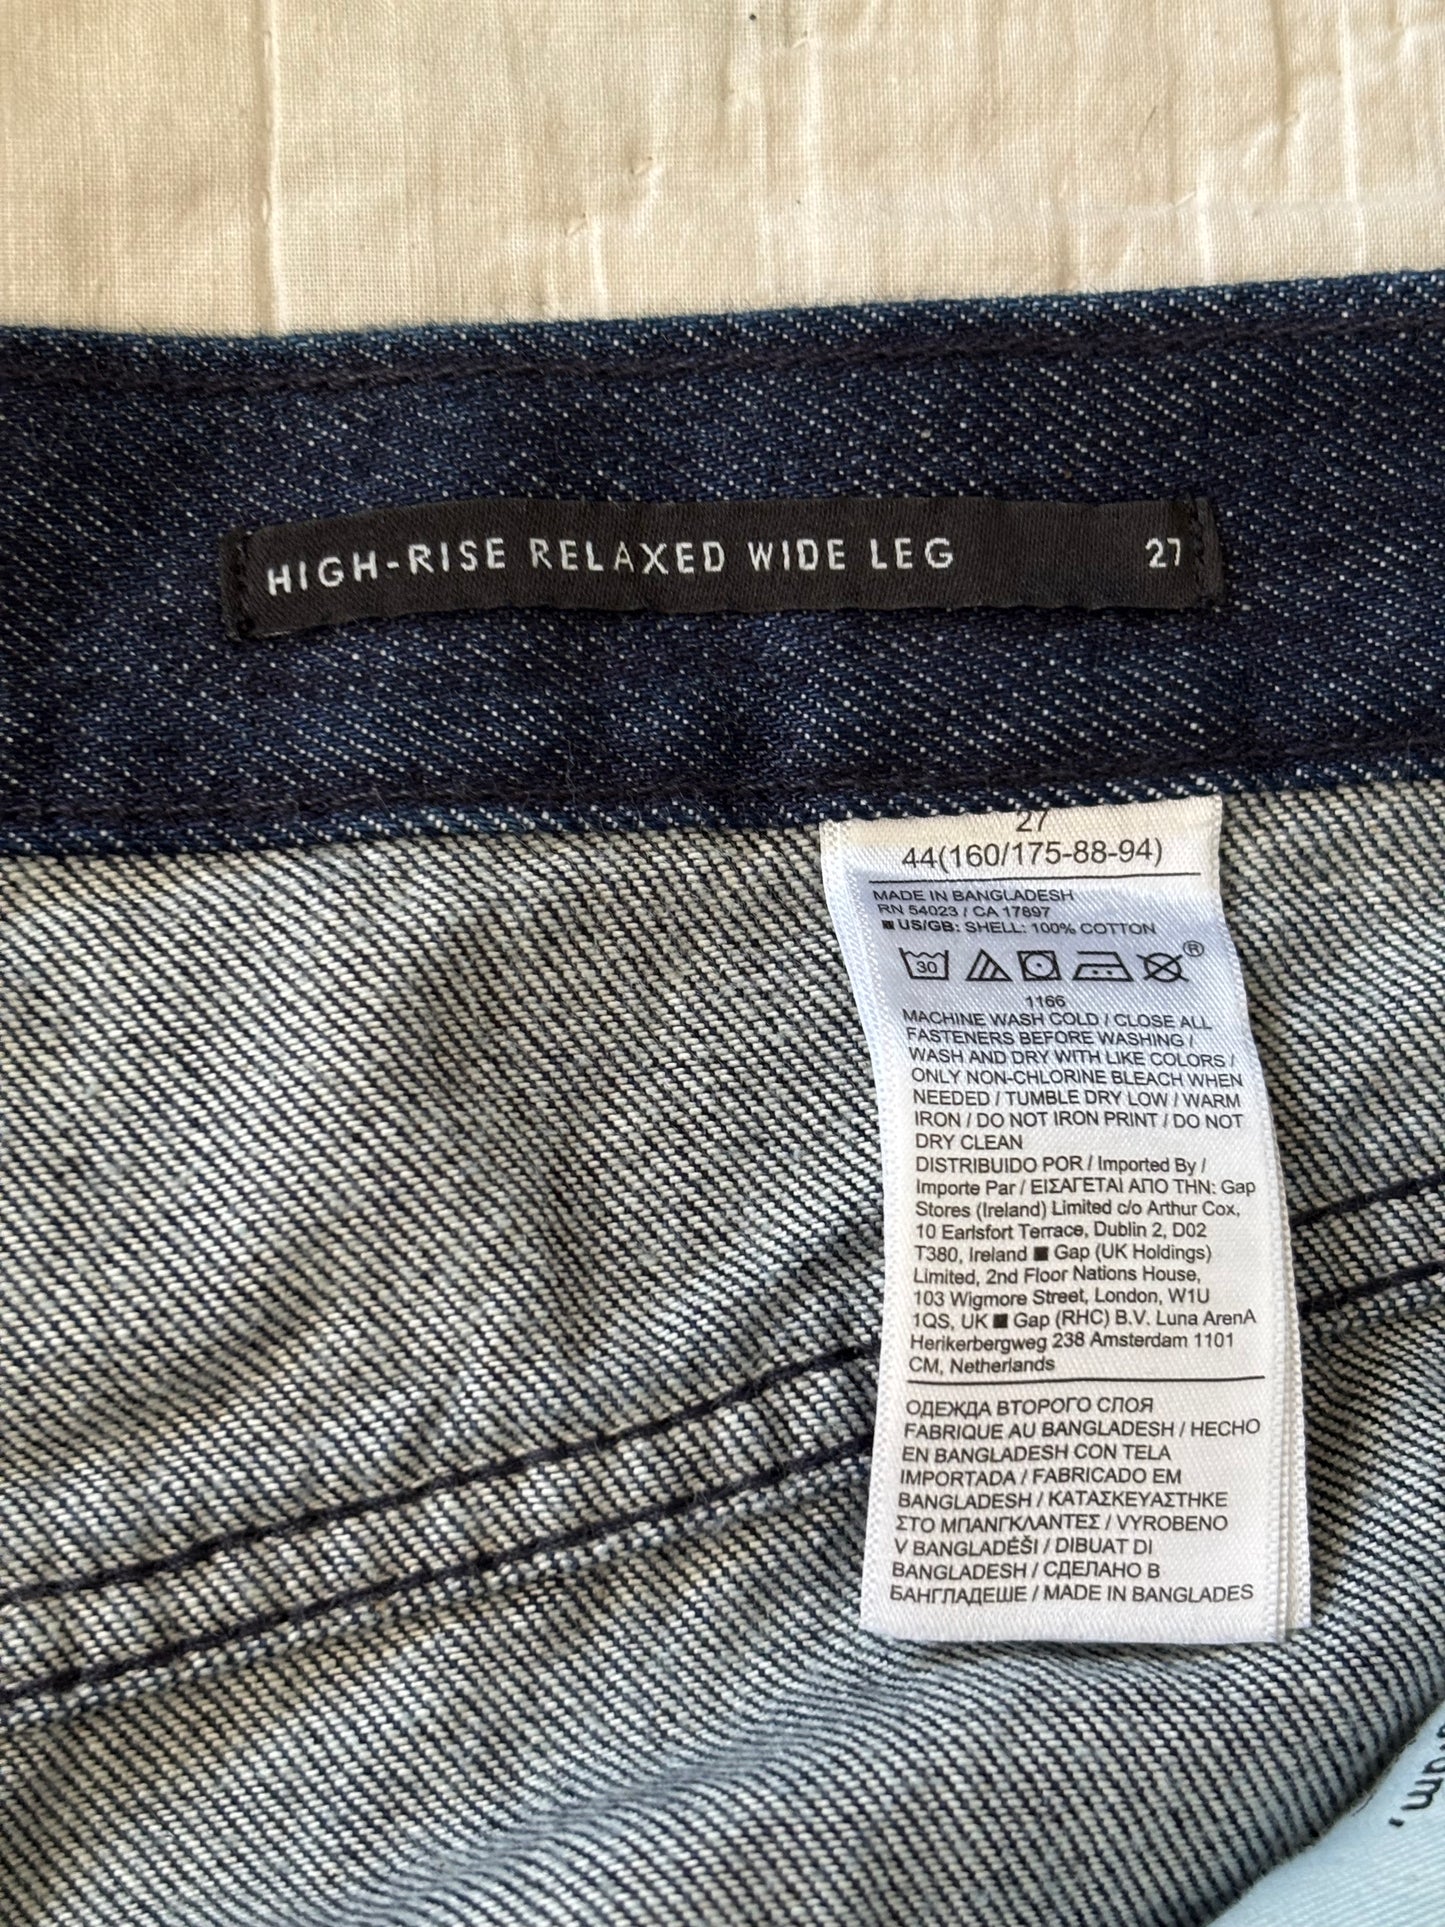 HIGH-RISE RELAXED WIDE LEG 27
27
44(160/175-88-94)
MADE IN BANGLADESH
RN 54023 / CA 17897
■ US/GB: SHELL: 100% COTTON
30 ®
1166
MACHINE WASH COLD / CLOSE ALL
FASTENERS BEFORE WASHING /
WASH AND DRY WITH LIKE COLORS /
ONLY NON-CHLORINE BLEACH WHEN
NEEDED / TUMBLE DRY LOW / WARM
IRON / DO NOT IRON PRINT / DO NOT
DRY CLEAN
DISTRIBUIDO POR / Imported By /
Importe Par / ΕΙΣΑΓΕΤΑΙ ΑΠΟ ΤΗΝ: Gap
Stores (Ireland) Limited c/o Arthur Cox,
10 Earlsfort Terrace, Dublin 2, D02
T380, Ireland ■ Gap (UK Holdings)
Limited, 2nd Floor Nations House,
103 Wigmore Street, London, W1U
1QS, UK ■ Gap (RHC) B.V. Luna ArenA
Herikerbergweg 238 Amsterdam 1101
CM, Netherlands
ОДЕЖДА ВТОРОГО СЛОЯ
FABRIQUE AU BANGLADESH / HECHO
EN BANGLADESH CON TELA
IMPORTADA / FABRICADO EM
BANGLADESH / ΚΑΤΑΣΚΕΥΑΣΤΗΚΕ
ΣΤΟ ΜΠΑΝΓΚΛΑΝΤΕΣ / VYROBENO
V BANGLADÉŠI / DIBUAT DI
BANGLADESH / СДЕЛАНО В
БАНГЛАДЕШЕ / MADE IN BANGLADES